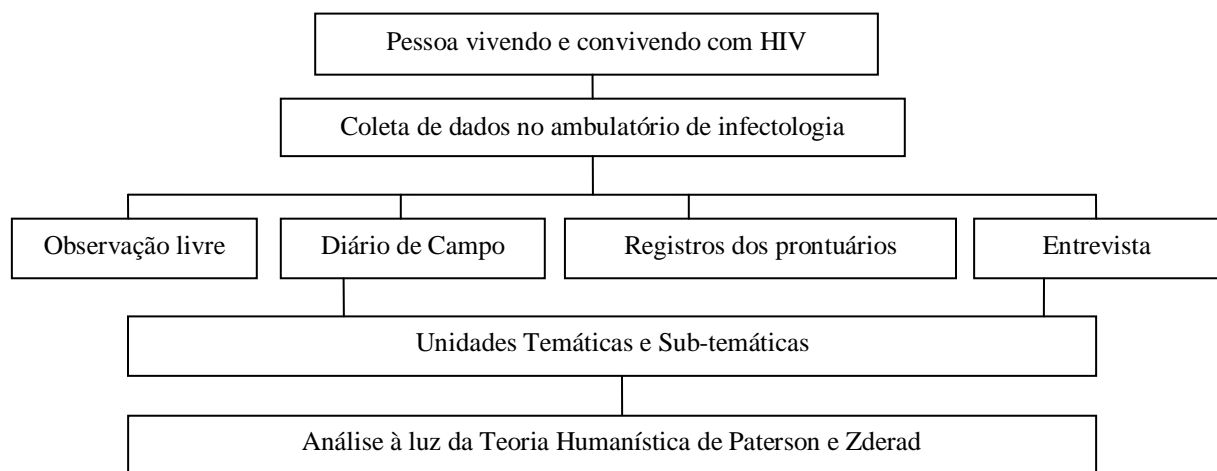 Pessoa vivendo e convivendo com HIV
Coleta de dados no ambulatório de infectologia
Observação livre
Diário de Campo
Registros dos prontuários
Entrevista
Unidades Temáticas e Sub-temáticas
Análise à luz da Teoria Humanística de Paterson e Zderad